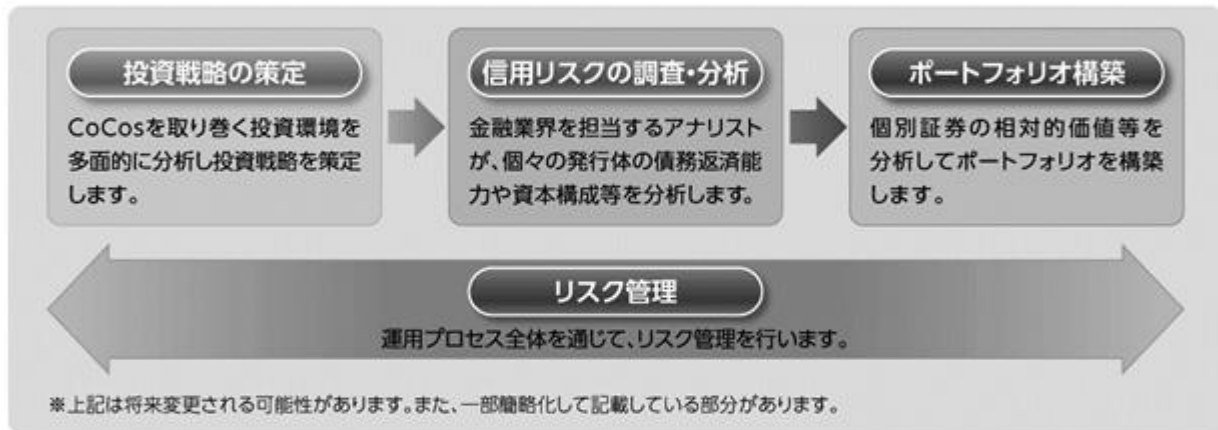 投資戦略の策定
CoCosを取り巻く投資環境を
多面的に分析し投資戦略を策定
します。
信用リスクの調査・分析
金融業界を担当するアナリスト
が、個々の発行体の債務返済能
力や資本構成等を分析します。
ポートフォリオ構築
個別証券の相対的価値等を
分析してポートフォリオを構築
します。
リスク管理
運用プロセス全体を通じて、リスク管理を行います。
※上記は将来変更される可能性があります。また、一部簡略化して記載している部分があります。